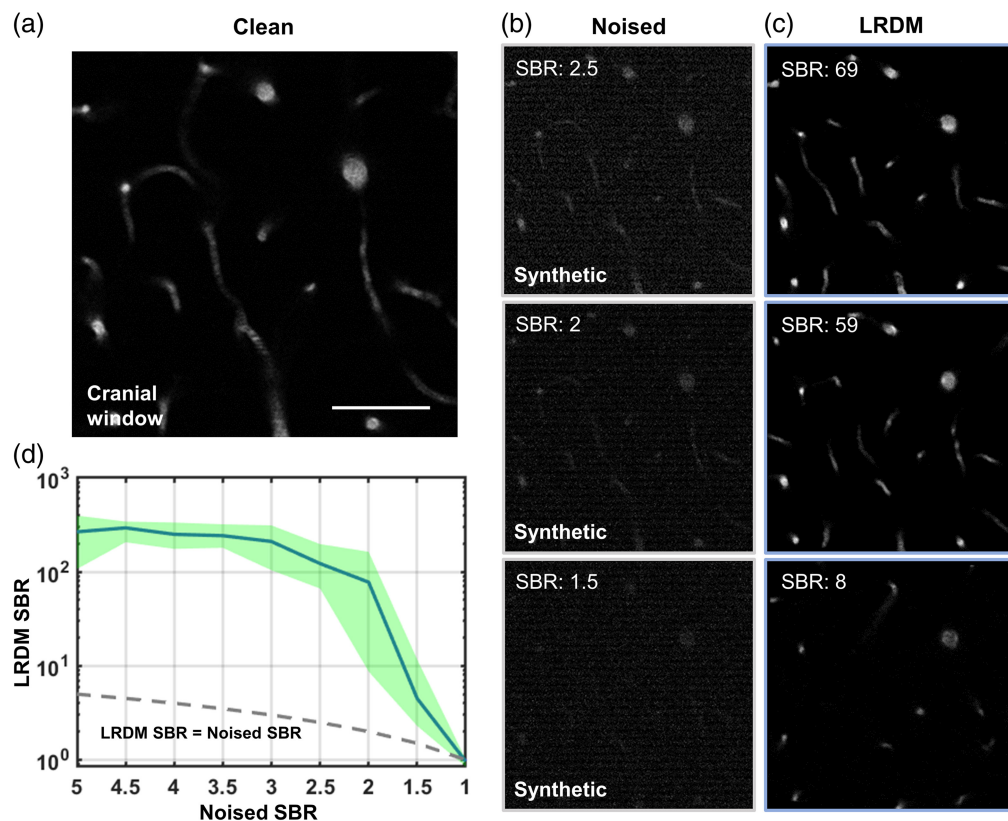 (a)
Clean
Cranial
window
(b)
Noised
SBR: 2.5
Synthetic
SBR: 2
Synthetic
SBR: 1.5
Synthetic
(c)
LRDM
SBR: 69
SBR: 59
SBR: 8
(d)
LRDM SBR
10³
10²
10¹
10⁰
LRDM SBR = Noised SBR
5 4.5 4 3.5 3 2.5 2 1.5 1
Noised SBR